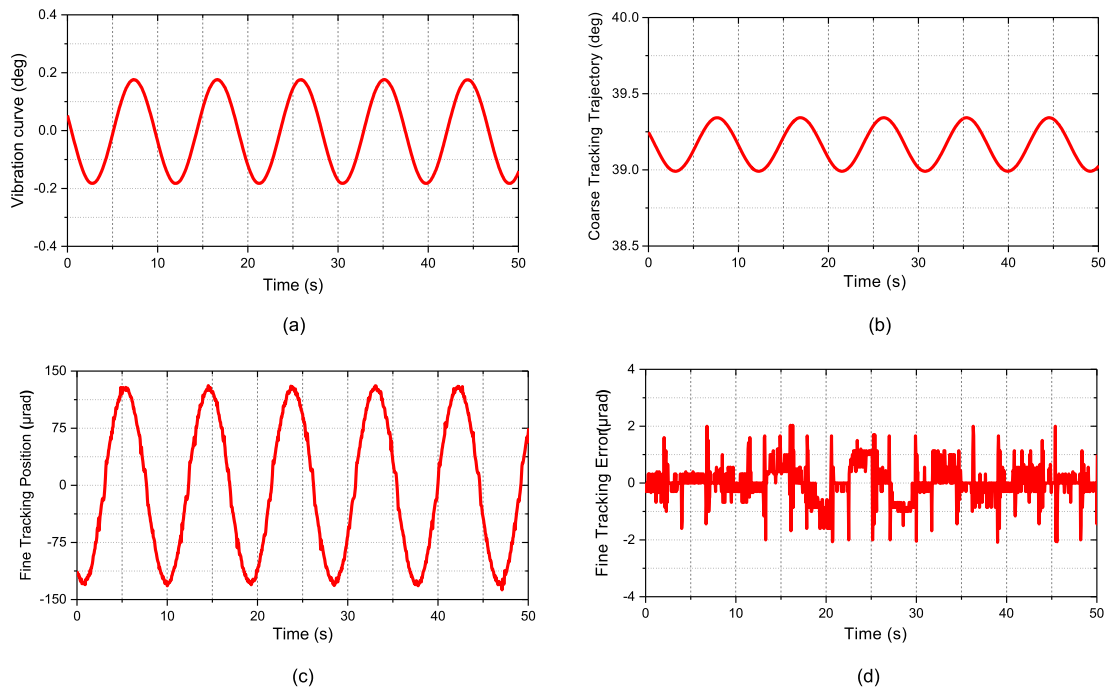 0.4
0.2
0.0
-0.2
-0.4
Vibration curve (deg)
0 10 20 30 40 50
Time (s)
(a)
40.0
39.5
39.0
38.5
Coarse Tracking Trajectory (deg)
0 10 20 30 40 50
Time (s)
(b)
150
75
0
-75
-150
Fine Tracking Position (μrad)
0 10 20 30 40 50
Time (s)
(c)
4
2
0
-2
-4
Fine Tracking Error(μrad)
0 10 20 30 40 50
Time (s)
(d)